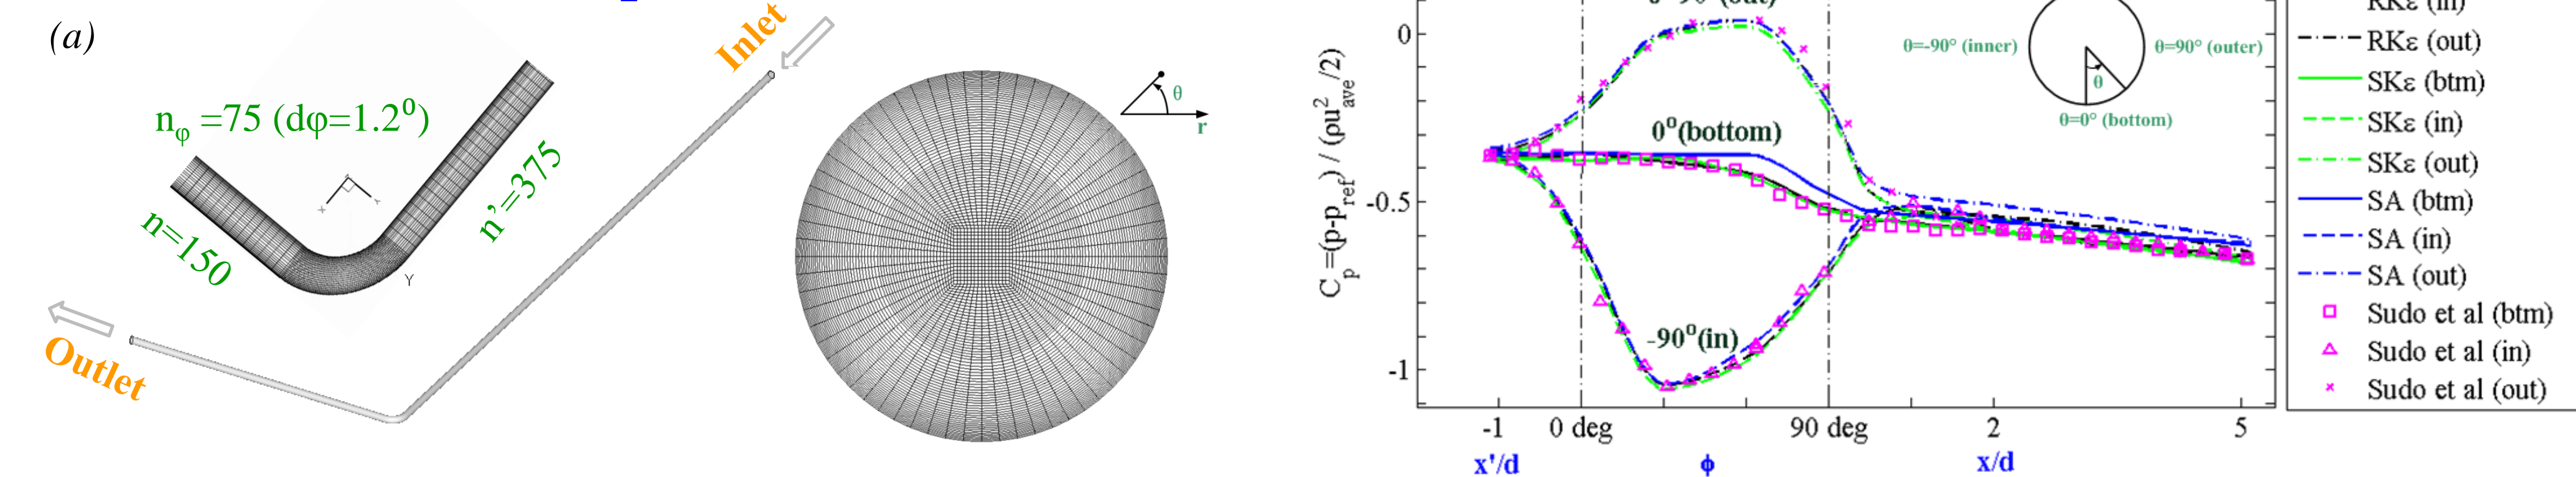 (a)
n_φ =75 (dφ=1.2⁰)
n=150
n'=375
Y
Inlet
Outlet
θ
r
0
-0.5
-1
C_p =(p-p_ref) / (ρu²_ave/2)
0°(bottom)
-90°(in)
θ=-90° (inner)
θ=90° (outer)
θ
θ=0° (bottom)
-1
0 deg
90 deg
2
5
x'/d
ϕ
x/d
RKε (in)
RKε (out)
SKε (btm)
SKε (in)
SKε (out)
SA (btm)
SA (in)
SA (out)
Sudo et al (btm)
Sudo et al (in)
Sudo et al (out)